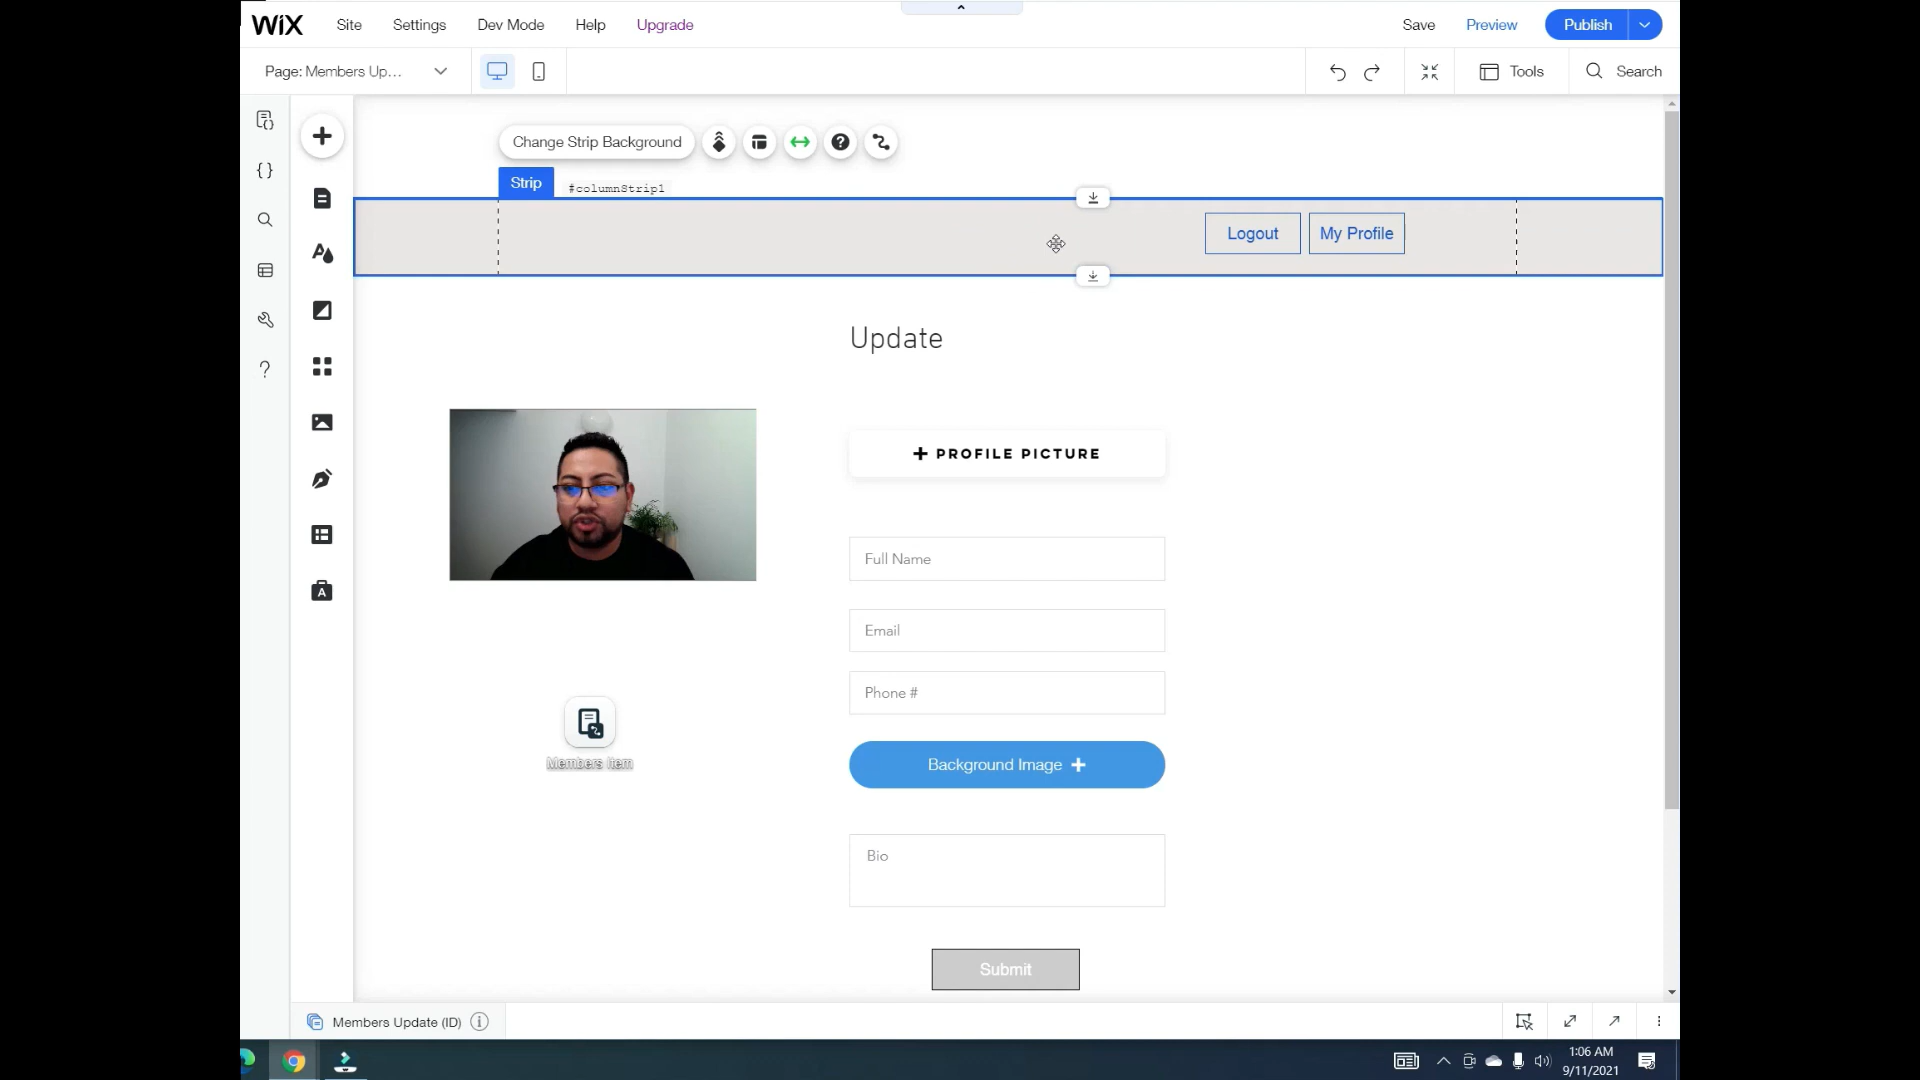 WiX
Site
Settings
Dev Mode
Help
Upgrade
Save
Preview
Publish
Page: Members Up...
Tools
Search
Change Strip Background
Strip
#columnStrip1
Logout
My Profile
Update
PROFILE PICTURE
Full Name
Email
Phone #
Members Item
Background Image
Bio
Submit
Members Update (ID)
1:06 AM
9/11/2021